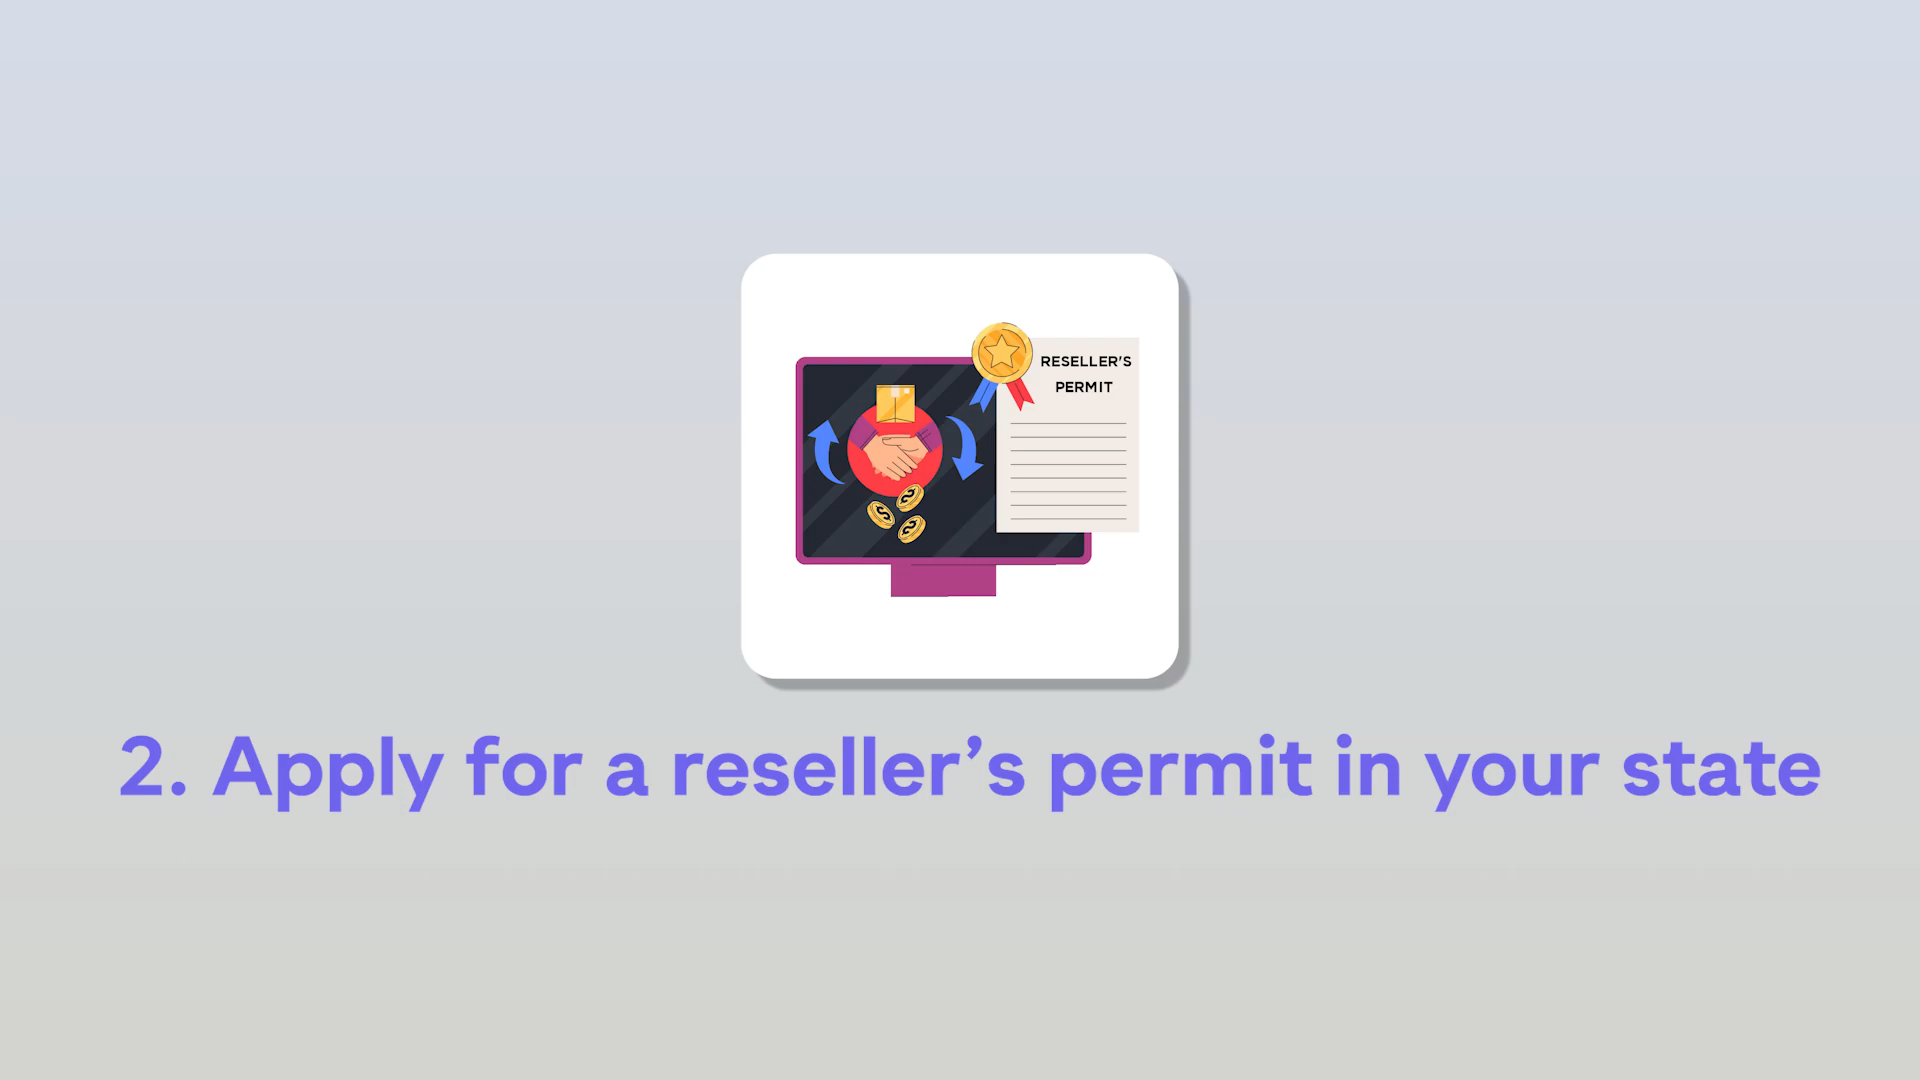 RESELLER'S
PERMIT
2. Apply for a reseller’s permit in your state